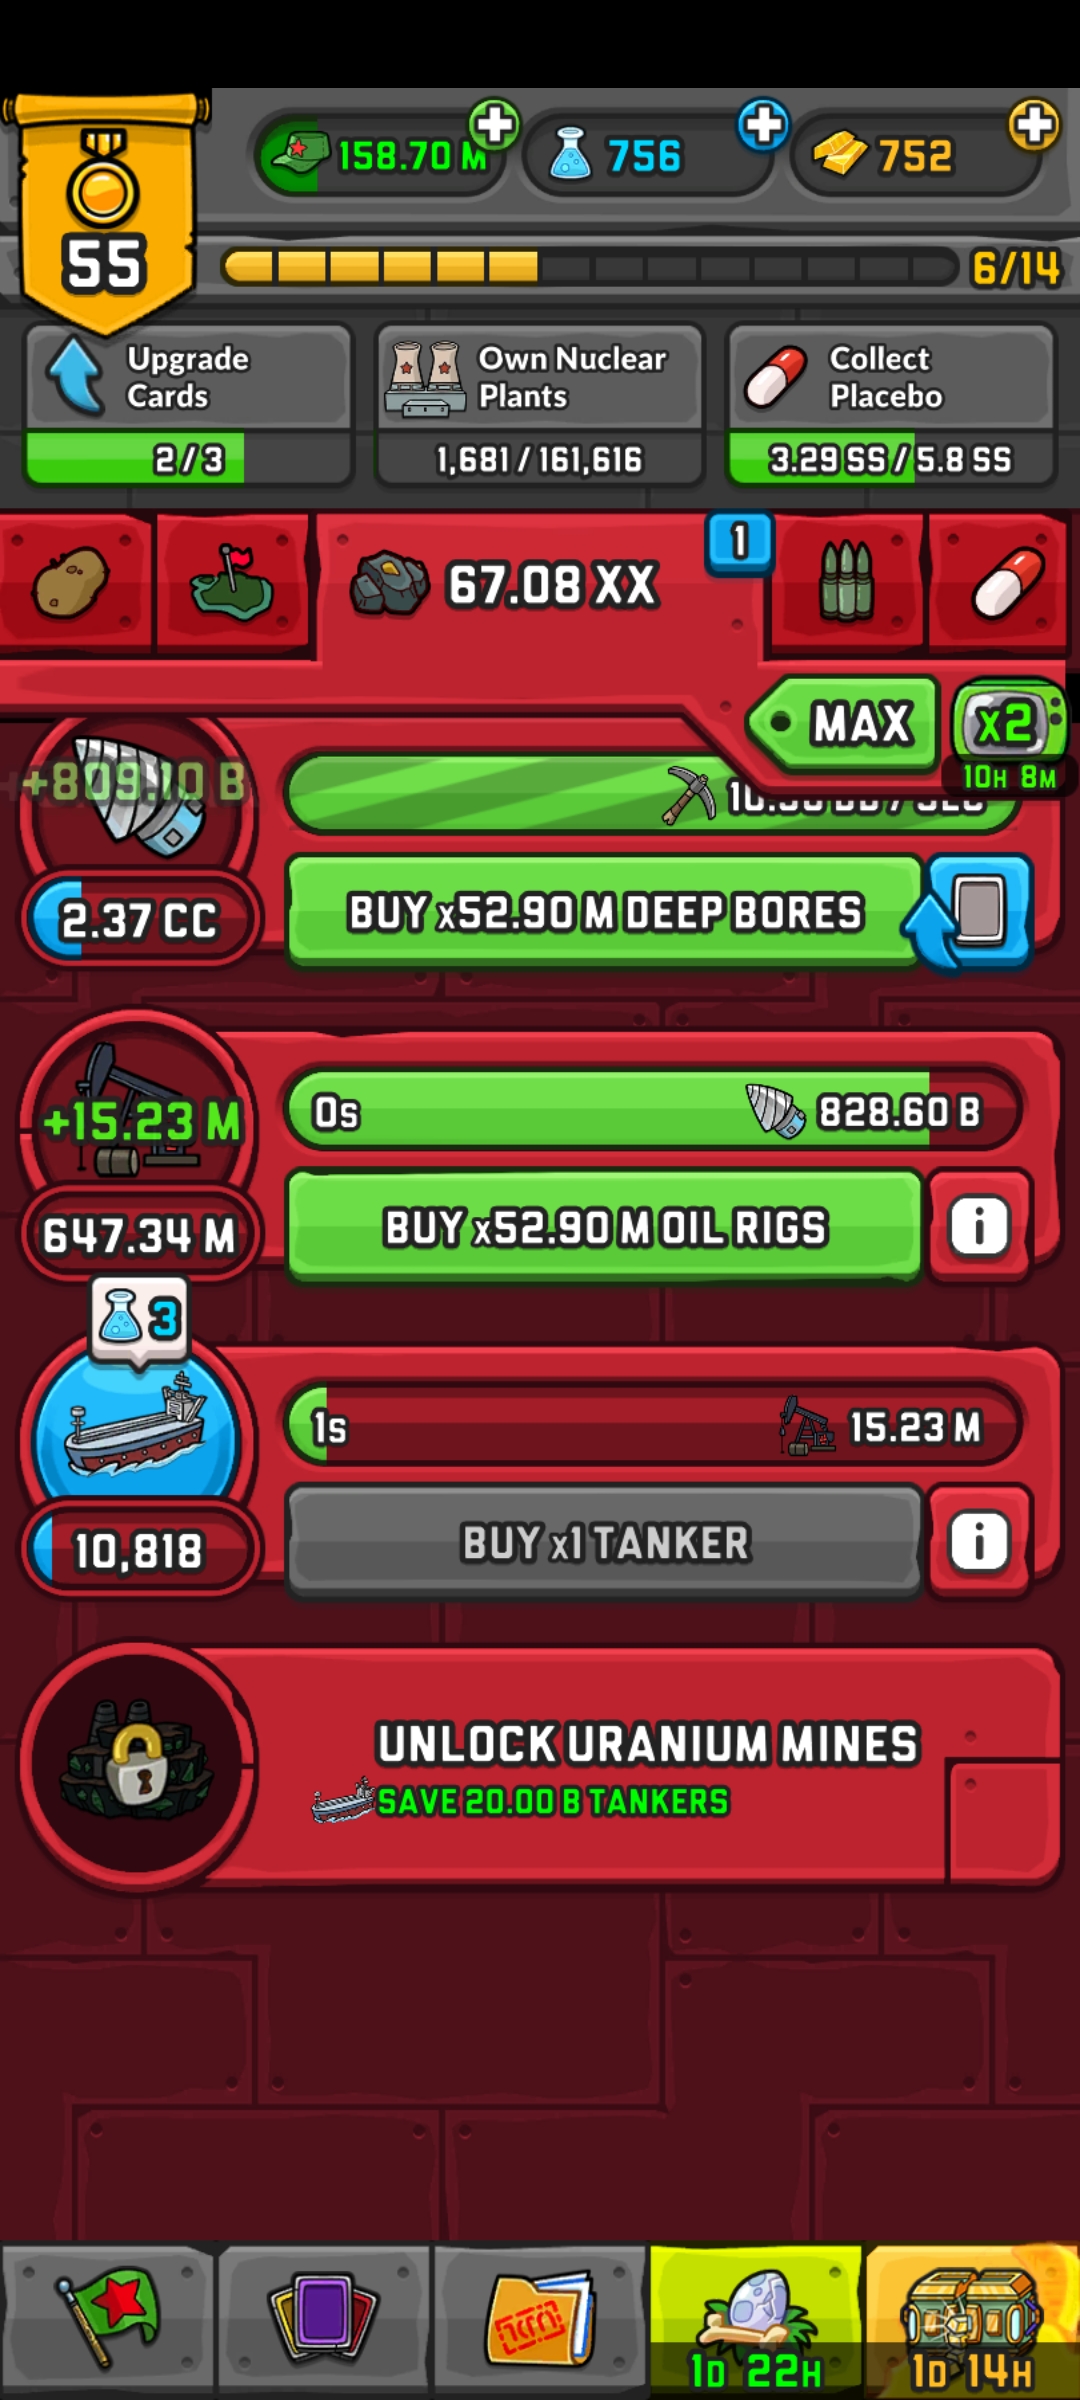 55
158.70 M
756
752
6/14
Upgrade
Cards
2/3
Own Nuclear
Plants
1,681/161,616
Collect
Placebo
3.29 SS/5.8 SS
67.08 XX
1
MAX
x2
10H 8M
+809.10 B
2.37 CC
BUY x52.90 M DEEP BORES
+15.23 M
0s
828.60 B
647.34 M
BUY x52.90 M OIL RIGS
i
3
1s
15.23 M
10,818
BUY x1 TANKER
i
UNLOCK URANIUM MINES
SAVE 20.00 B TANKERS
1D 22H
1D 14H